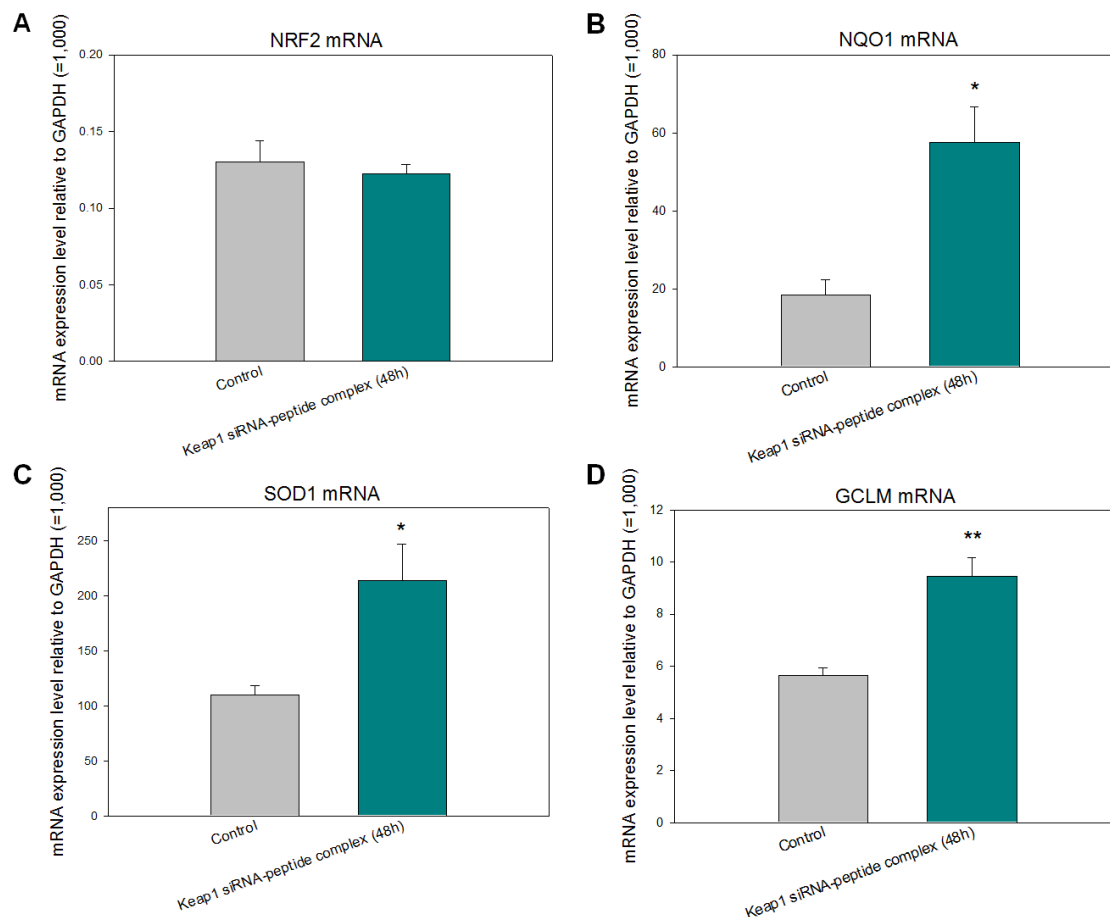 A
NRF2 mRNA
mRNA expression level relative to GAPDH (=1,000)
0.20
0.15
0.10
0.05
0.00
Control
Keap1 siRNA-peptide complex (48h)
B
NQO1 mRNA
mRNA expression level relative to GAPDH (=1,000)
80
60
40
20
0
*
Control
Keap1 siRNA-peptide complex (48h)
C
SOD1 mRNA
mRNA expression level relative to GAPDH (=1,000)
250
200
150
100
50
0
*
Control
Keap1 siRNA-peptide complex (48h)
D
GCLM mRNA
mRNA expression level relative to GAPDH (=1,000)
12
10
8
6
4
2
0
**
Control
Keap1 siRNA-peptide complex (48h)